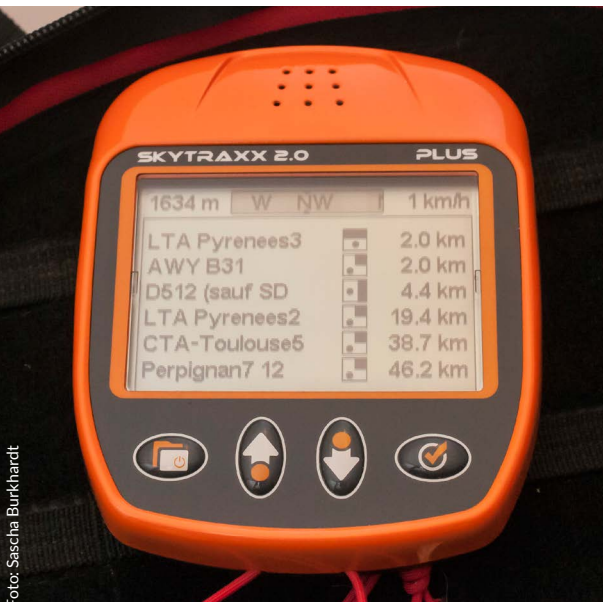 SKYTRAXX 2.0 PLUS
1634 m W NW 1 km/h
LTA Pyrenees3 2.0 km
AWY B31 2.0 km
D512 (sauf SD 4.4 km
LTA Pyrenees2 19.4 km
CTA-Toulouse5 38.7 km
Perpignan7 12 46.2 km
Foto: Sascha Burkhardt